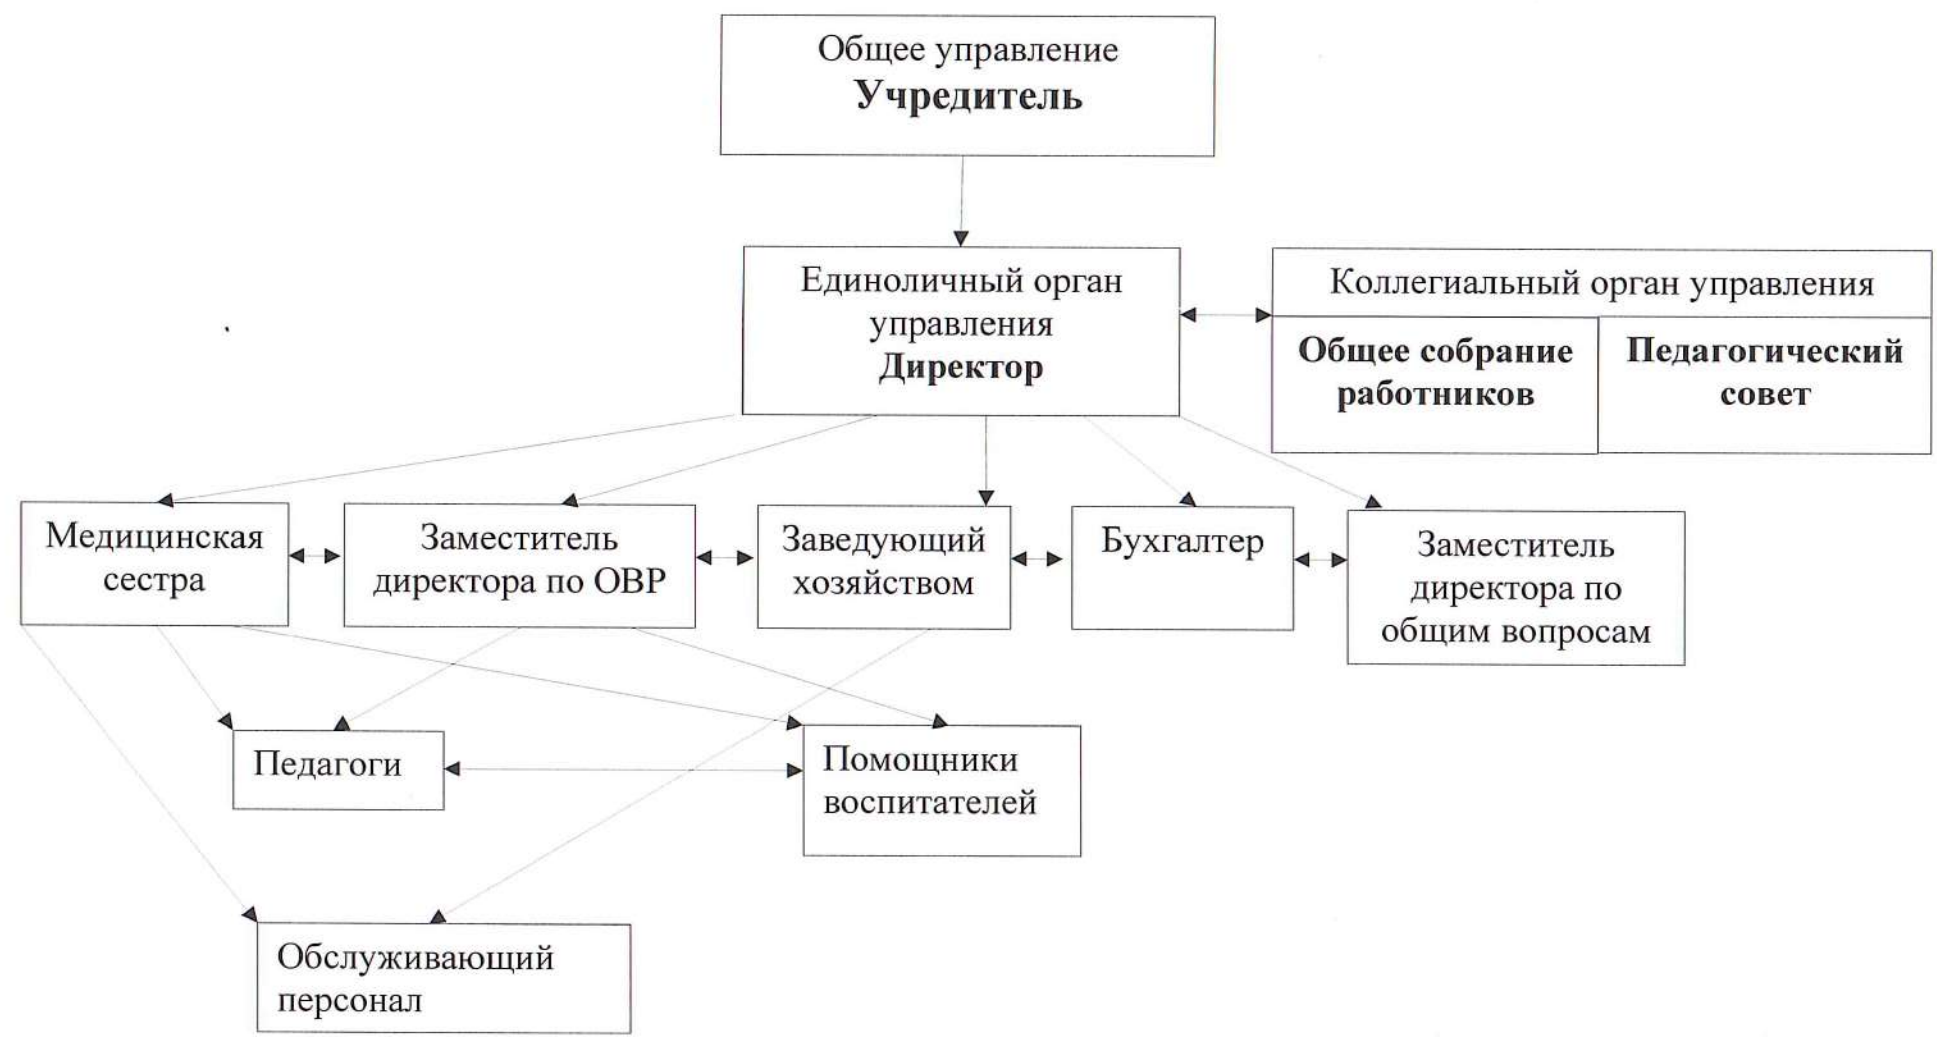 Общее управление
Учредитель
Единоличный орган
управления
Директор
Коллегиальный орган управления
Общее собрание
работников
Педагогический
совет
Медицинская
сестра
Заместитель
директора по ОВР
Заведующий
хозяйством
Бухгалтер
Заместитель
директора по
общим вопросам
Педагоги
Помощники
воспитателей
Обслуживающий
персонал